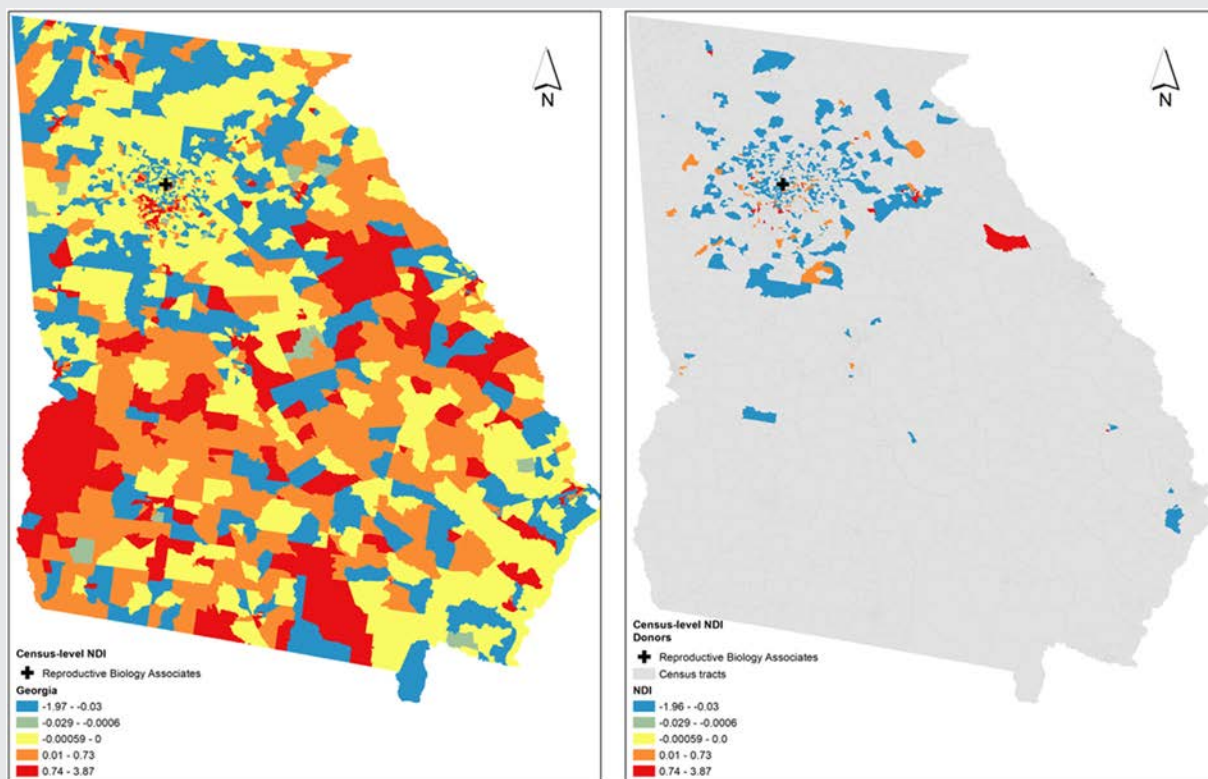 N
Census-level NDI
Reproductive Biology Associates
Georgia
-1.97 - -0.03
-0.029 - -0.0006
-0.00059 - 0
0.01 - 0.73
0.74 - 3.87
N
Census-level NDI
Donors
Reproductive Biology Associates
Census tracts
NDI
-1.96 - -0.03
-0.029 - -0.0006
-0.00059 - 0.0
0.01 - 0.73
0.74 - 3.87